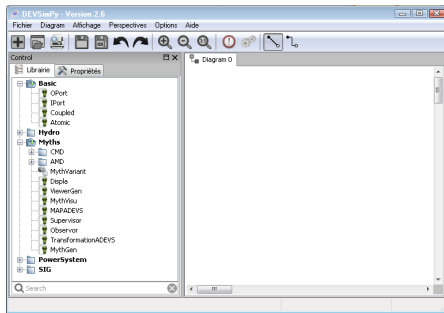 DEVSimPy - Version 2.6
Fichier Diagram Affichage Perspectives Options Aide
Control
Librairie Propriétés
Diagram 0
Basic
OPort
IPort
Coupled
Atomic
Hydro
Myths
CMD
AMD
MythVariant
Displa
ViewerGen
MythVisu
MAPADEVS
Supervisor
Observor
TransformationADEVS
MythGen
PowerSystem
SIG
Search